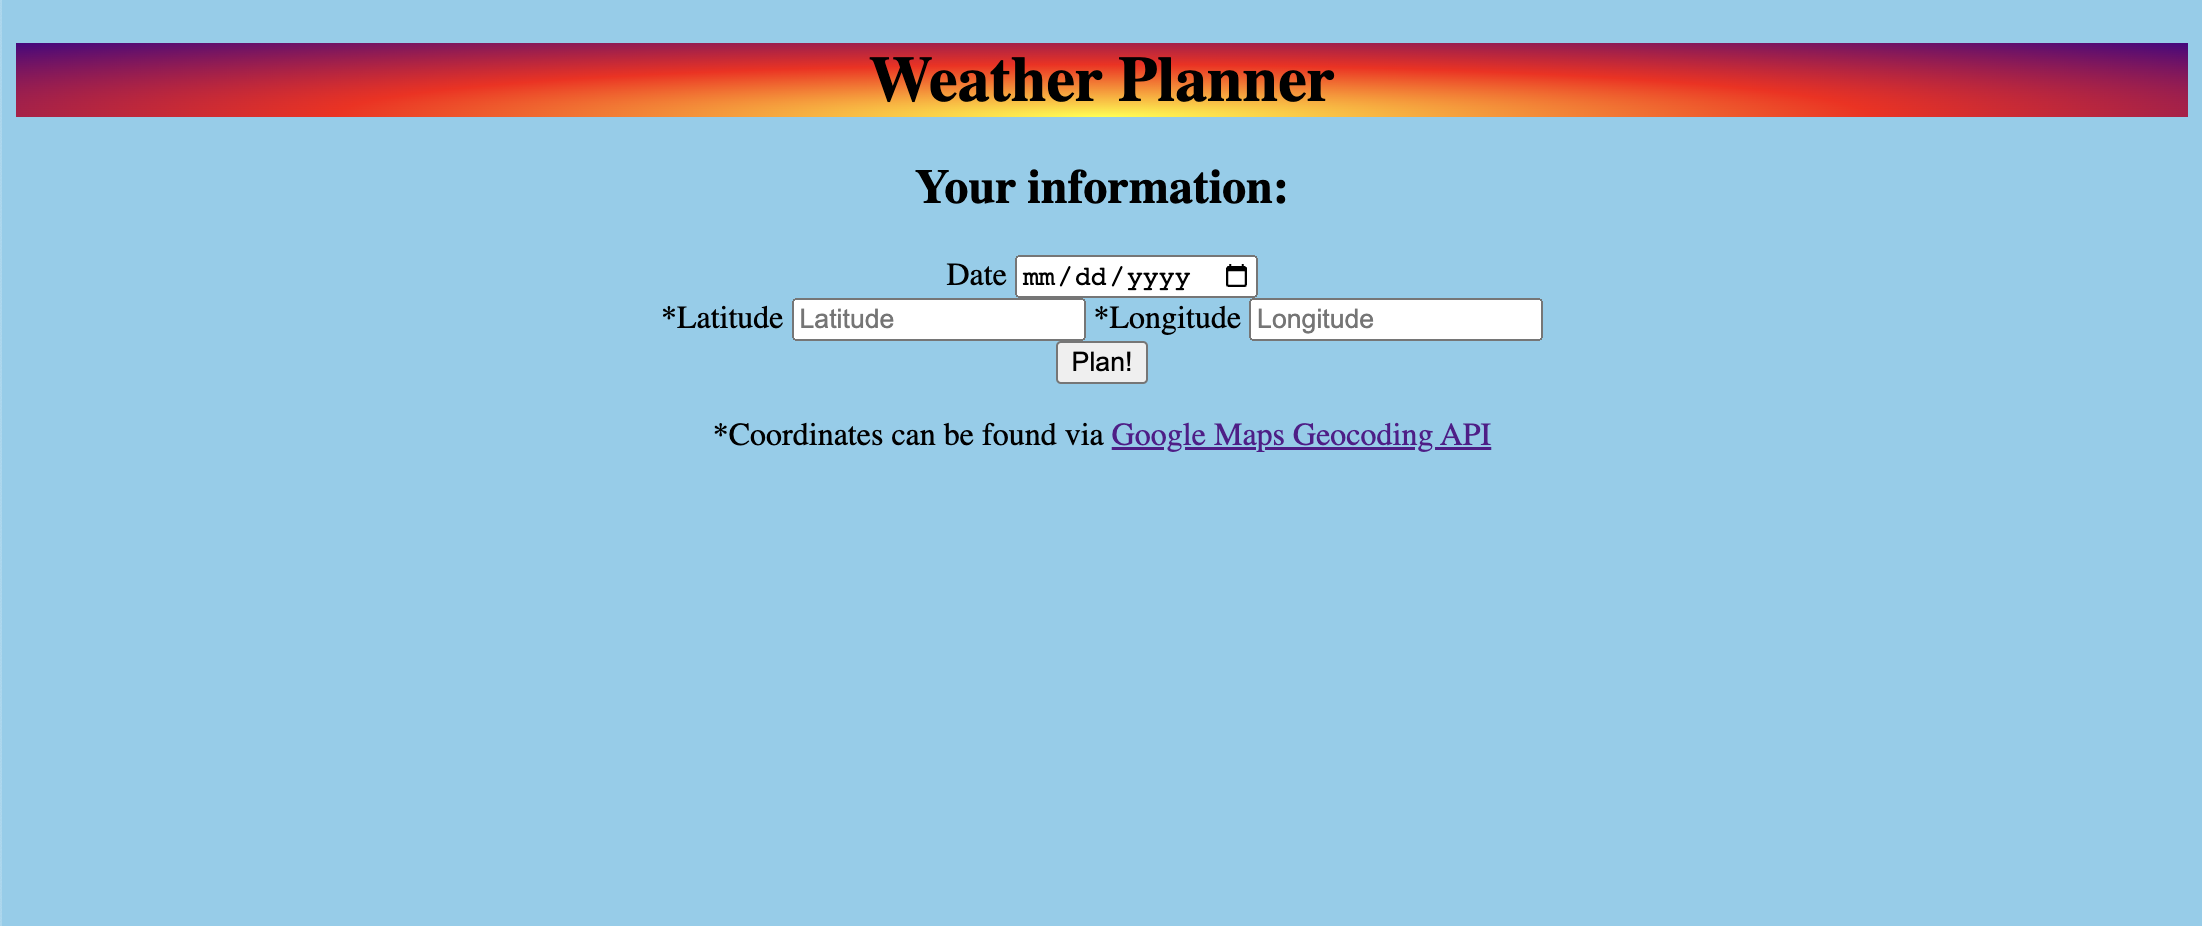 Weather Planner
Your information:
Date mm/dd/yyyy
*Latitude Latitude *Longitude Longitude
Plan!
*Coordinates can be found via Google Maps Geocoding API